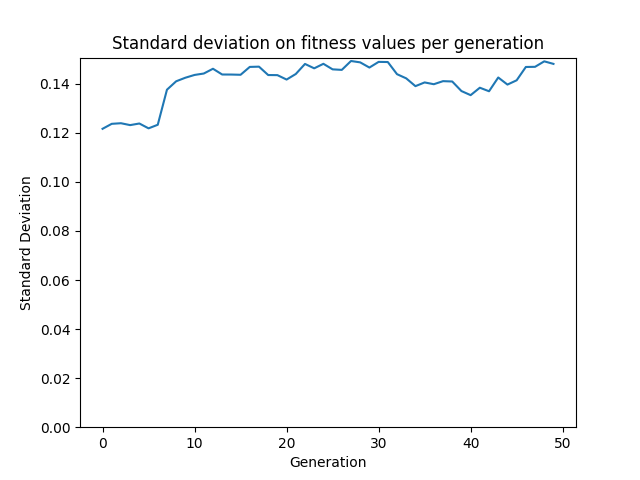 Standard deviation on fitness values per generation
0.14
0.12
0.10
0.08
0.06
0.04
0.02
0.00
Standard Deviation
0 10 20 30 40 50
Generation